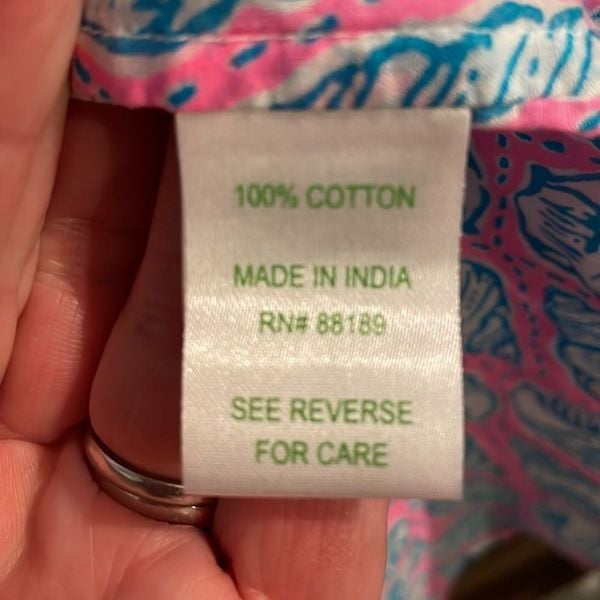 100% COTTON
MADE IN INDIA
RN# 88189
SEE REVERSE
FOR CARE